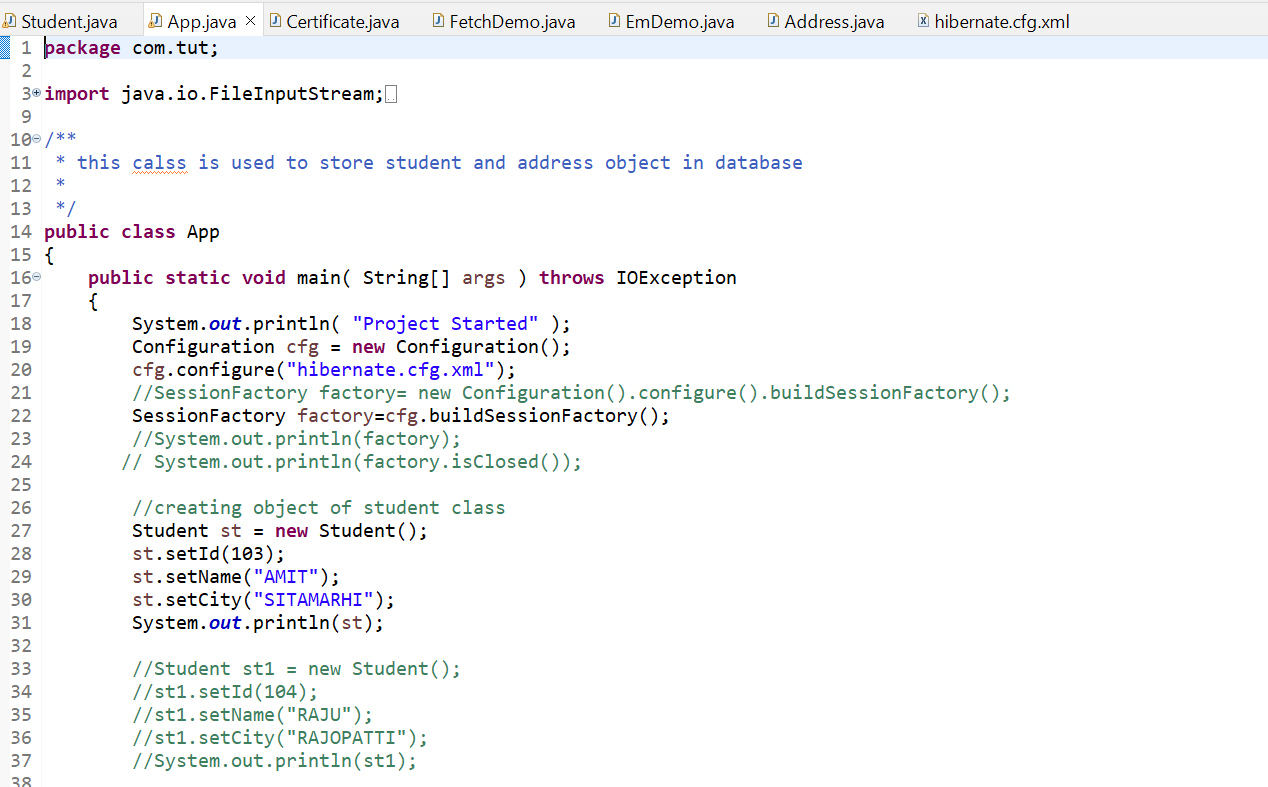 Student.java App.java Certificate.java FetchDemo.java EmDemo.java Address.java hibernate.cfg.xml
1 package com.tut;
2
3 import java.io.FileInputStream;
9
10 /**
11 * this calss is used to store student and address object in database
12 *
13 */
14 public class App
15 {
16 public static void main( String[] args ) throws IOException
17 {
18 System.out.println( "Project Started" );
19 Configuration cfg = new Configuration();
20 cfg.configure("hibernate.cfg.xml");
21 //SessionFactory factory= new Configuration().configure().buildSessionFactory();
22 SessionFactory factory=cfg.buildSessionFactory();
23 //System.out.println(factory);
24 // System.out.println(factory.isClosed());
25
26 //creating object of student class
27 Student st = new Student();
28 st.setId(103);
29 st.setName("AMIT");
30 st.setCity("SITAMARHI");
31 System.out.println(st);
32
33 //Student st1 = new Student();
34 //st1.setId(104);
35 //st1.setName("RAJU");
36 //st1.setCity("RAJOPATTI");
37 //System.out.println(st1);
38